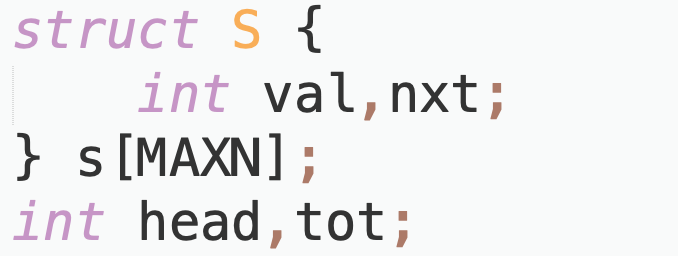 struct S {
    int val,nxt;
} s[MAXN];
int head,tot;